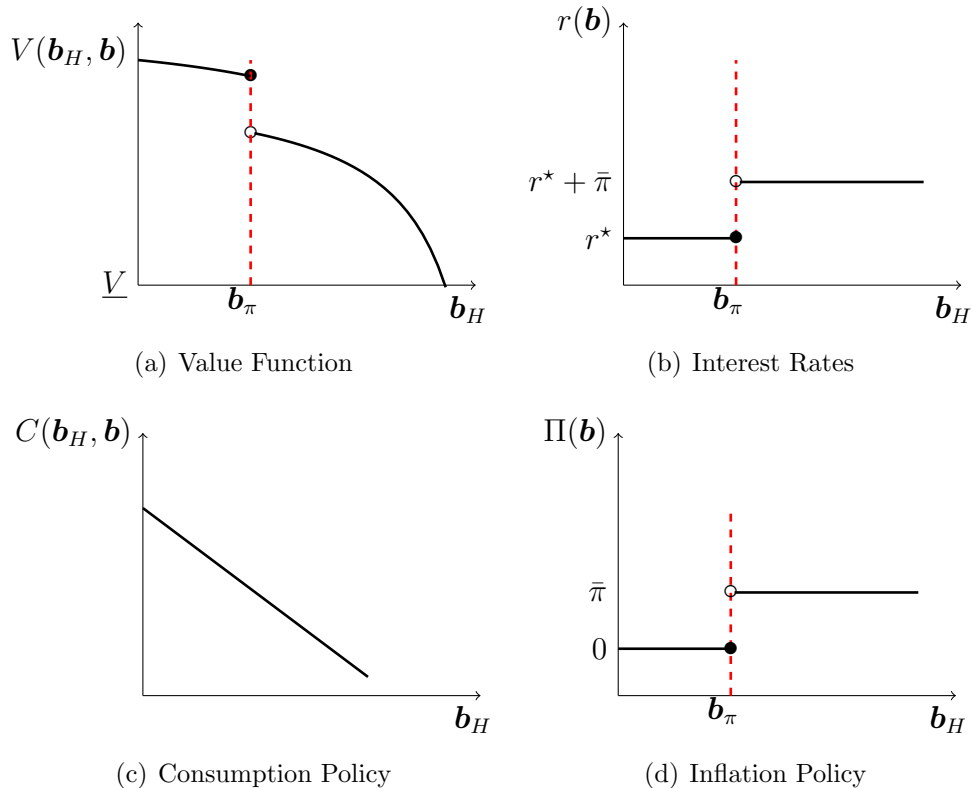 V(b_H, b)
V
b_π
b_H
(a) Value Function
r(b)
r⋆ + π̄
r⋆
b_π
b_H
(b) Interest Rates
C(b_H, b)
b_H
(c) Consumption Policy
Π(b)
π̄
0
b_π
b_H
(d) Inflation Policy